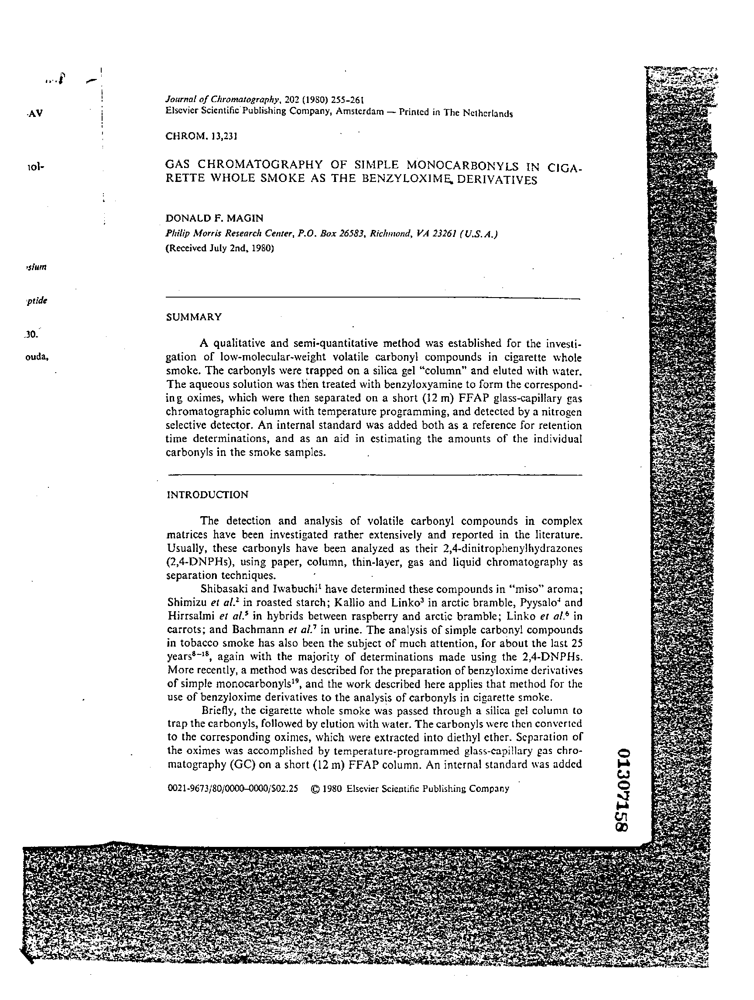 ·AV
ıol-
ptide
30.
ouda,
Journal of Chromatography, 202 (1980) 255–261
Elsevier Scientific Publishing Company, Amsterdam — Printed in The Netherlands
CHROM. 13,231
GAS CHROMATOGRAPHY OF SIMPLE MONOCARBONYLS IN CIGA-
RETTE WHOLE SMOKE AS THE BENZYLOXIME DERIVATIVES
DONALD F. MAGIN
Philip Morris Research Center, P.O. Box 26583, Richmond, VA 23261 (U.S.A.)
(Received July 2nd, 1980)
SUMMARY
A qualitative and semi-quantitative method was established for the investi-
gation of low-molecular-weight volatile carbonyl compounds in cigarette whole
smoke. The carbonyls were trapped on a silica gel "column" and eluted with water.
The aqueous solution was then treated with benzyloxyamine to form the correspond-
ing oximes, which were then separated on a short (12 m) FFAP glass-capillary gas
chromatographic column with temperature programming, and detected by a nitrogen
selective detector. An internal standard was added both as a reference for retention
time determinations, and as an aid in estimating the amounts of the individual
carbonyls in the smoke samples.
INTRODUCTION
The detection and analysis of volatile carbonyl compounds in complex
matrices have been investigated rather extensively and reported in the literature.
Usually, these carbonyls have been analyzed as their 2,4-dinitrophenylhydrazones
(2,4-DNPHs), using paper, column, thin-layer, gas and liquid chromatography as
separation techniques.
Shibasaki and Iwabuchi¹ have determined these compounds in "miso" aroma;
Shimizu et al.² in roasted starch; Kallio and Linko³ in arctic bramble, Pyysalo⁴ and
Hirrsalmi et al.⁵ in hybrids between raspberry and arctic bramble; Linko et al.⁶ in
carrots; and Bachmann et al.⁷ in urine. The analysis of simple carbonyl compounds
in tobacco smoke has also been the subject of much attention, for about the last 25
years⁸⁻¹⁸, again with the majority of determinations made using the 2,4-DNPHs.
More recently, a method was described for the preparation of benzyloxime derivatives
of simple monocarbonyls¹⁹, and the work described here applies that method for the
use of benzyloxime derivatives to the analysis of carbonyls in cigarette smoke.
Briefly, the cigarette whole smoke was passed through a silica gel column to
trap the carbonyls, followed by elution with water. The carbonyls were then converted
to the corresponding oximes, which were extracted into diethyl ether. Separation of
the oximes was accomplished by temperature-programmed glass-capillary gas chro-
matography (GC) on a short (12 m) FFAP column. An internal standard was added
0021-9673/80/0000–0000/$02.25 © 1980 Elsevier Scientific Publishing Company
01307158